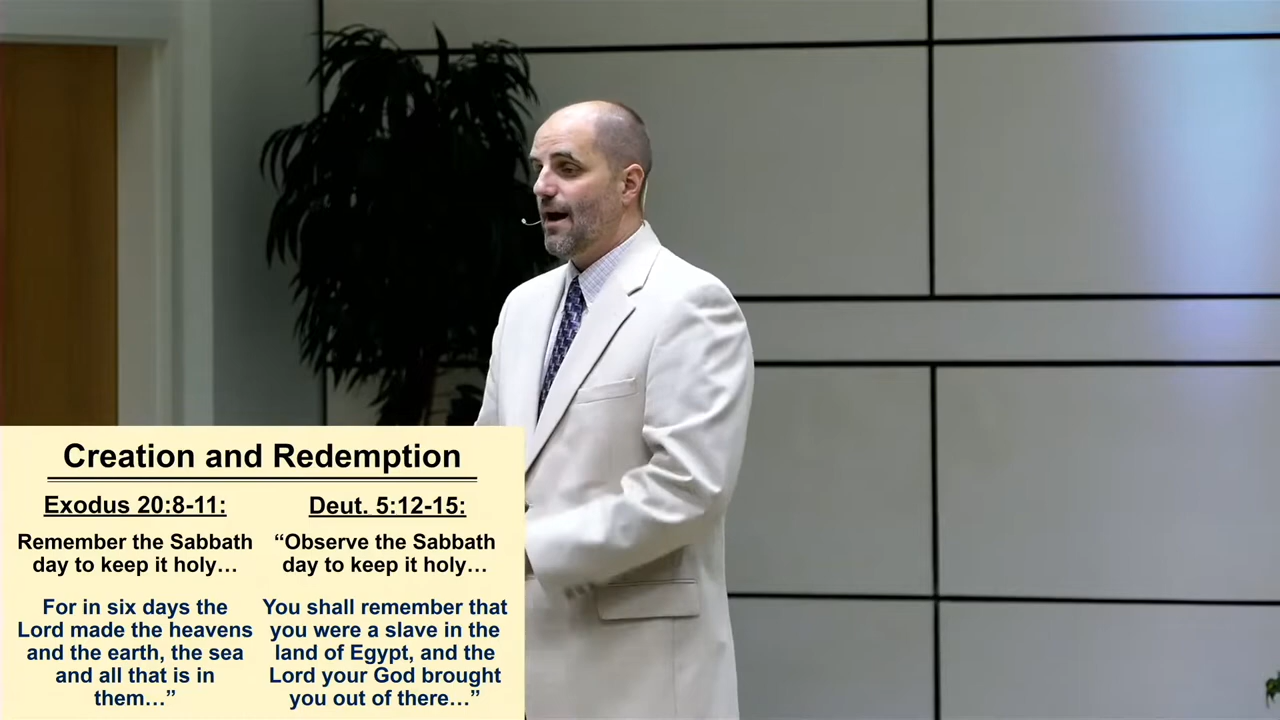 Creation and Redemption
Exodus 20:8-11:
Remember the Sabbath
day to keep it holy…
For in six days the
Lord made the heavens
and the earth, the sea
and all that is in
them…”
Deut. 5:12-15:
“Observe the Sabbath
day to keep it holy…
You shall remember that
you were a slave in the
land of Egypt, and the
Lord your God brought
you out of there…”